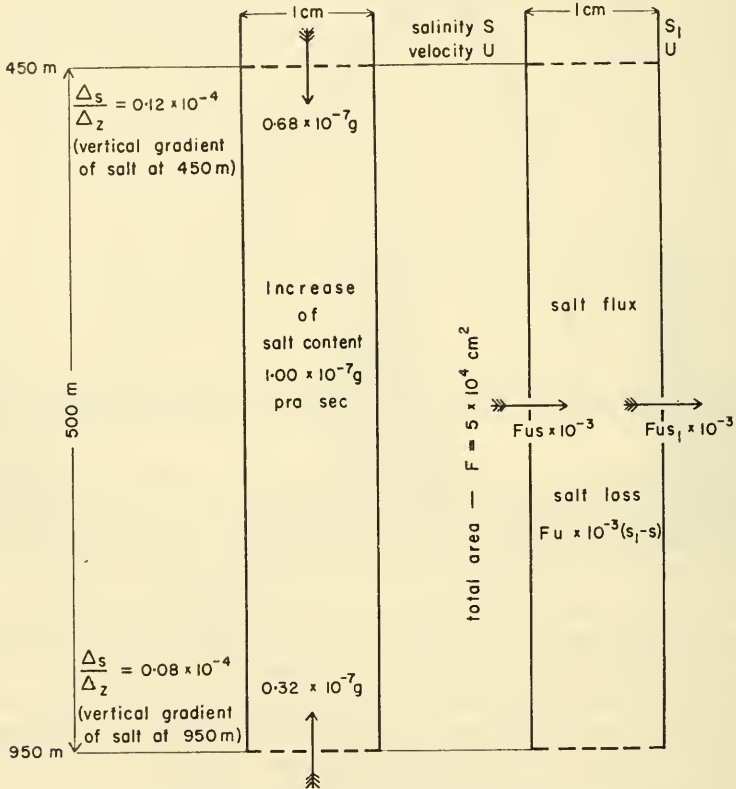 1 cm
salinity S
velocity U
1 cm
S₁
U
450 m
Δs/Δz = 0·12 × 10⁻⁴
(vertical gradient
of salt at 450 m)
0·68 × 10⁻⁷g
Increase
of
salt content
1·00 × 10⁻⁷g
pra sec
500 m
total area — F = 5 × 10⁴ cm²
salt flux
Fus × 10⁻³
Fus₁ × 10⁻³
salt loss
Fu × 10⁻³(s₁-s)
Δs/Δz = 0·08 × 10⁻⁴
(vertical gradient
of salt at 950 m)
0·32 × 10⁻⁷g
950 m